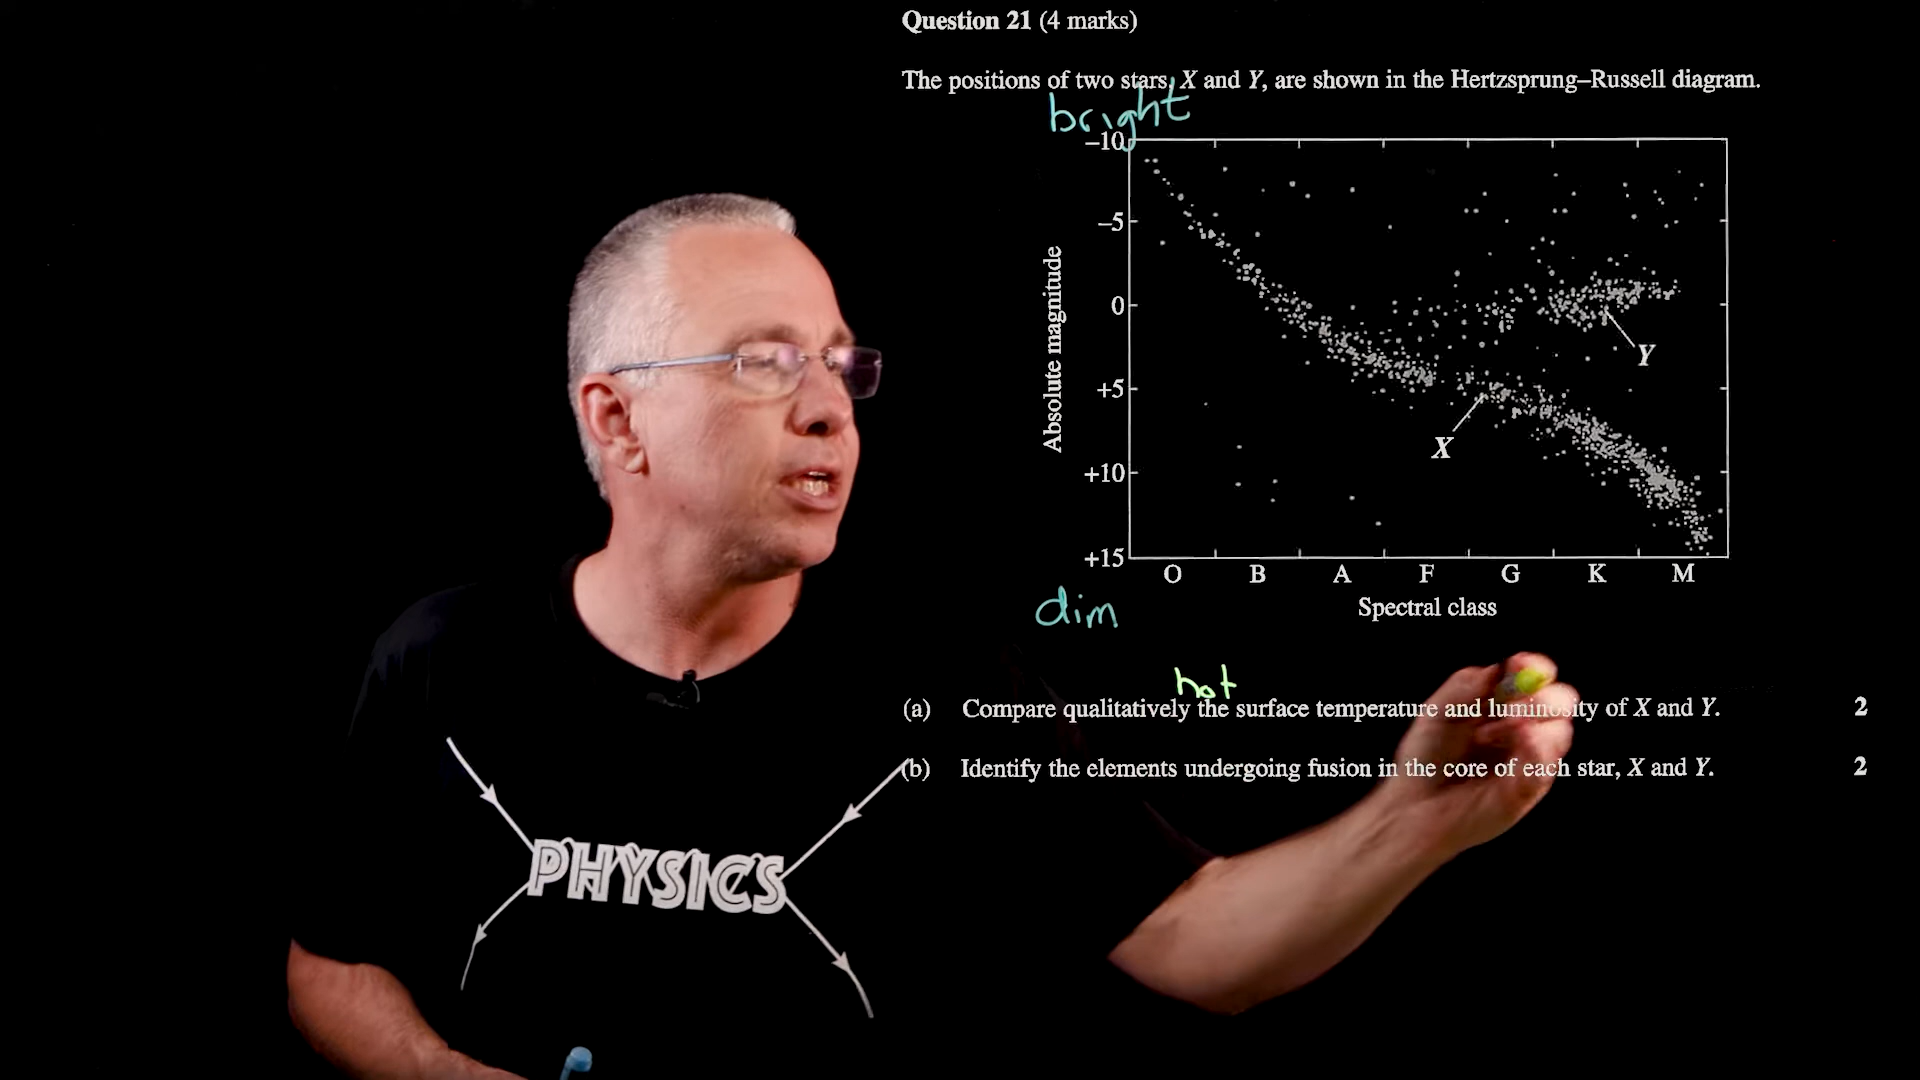 Question 21 (4 marks)
The positions of two stars, X and Y, are shown in the Hertzsprung–Russell diagram.
bright
–10
–5
0
+5
+10
+15
Absolute magnitude
Y
X
O B A F G K M
Spectral class
dim
hot
(a) Compare qualitatively the surface temperature and luminosity of X and Y. 2
(b) Identify the elements undergoing fusion in the core of each star, X and Y. 2
PHYSICS